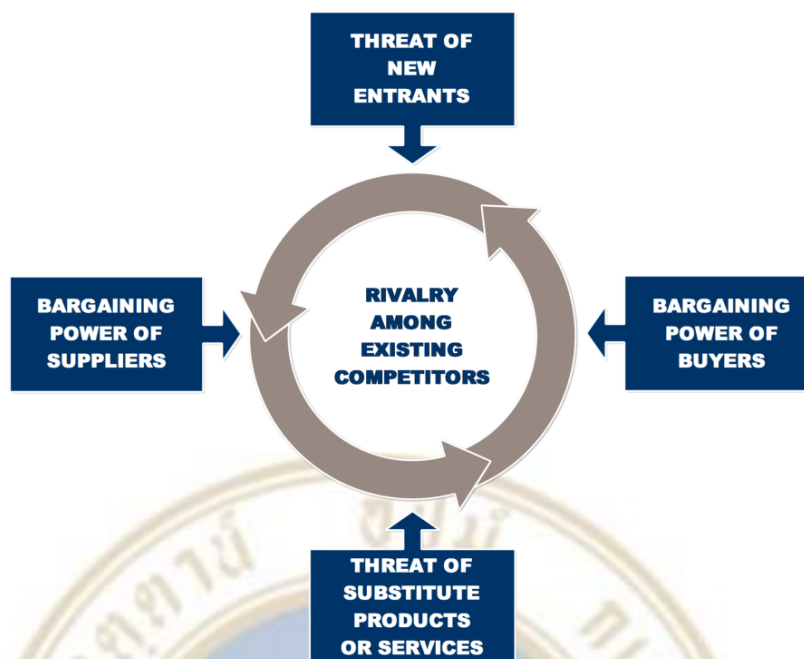 THREAT OF
NEW
ENTRANTS
BARGAINING
POWER OF
SUPPLIERS
RIVALRY
AMONG
EXISTING
COMPETITORS
BARGAINING
POWER OF
BUYERS
THREAT OF
SUBSTITUTE
PRODUCTS
OR SERVICES